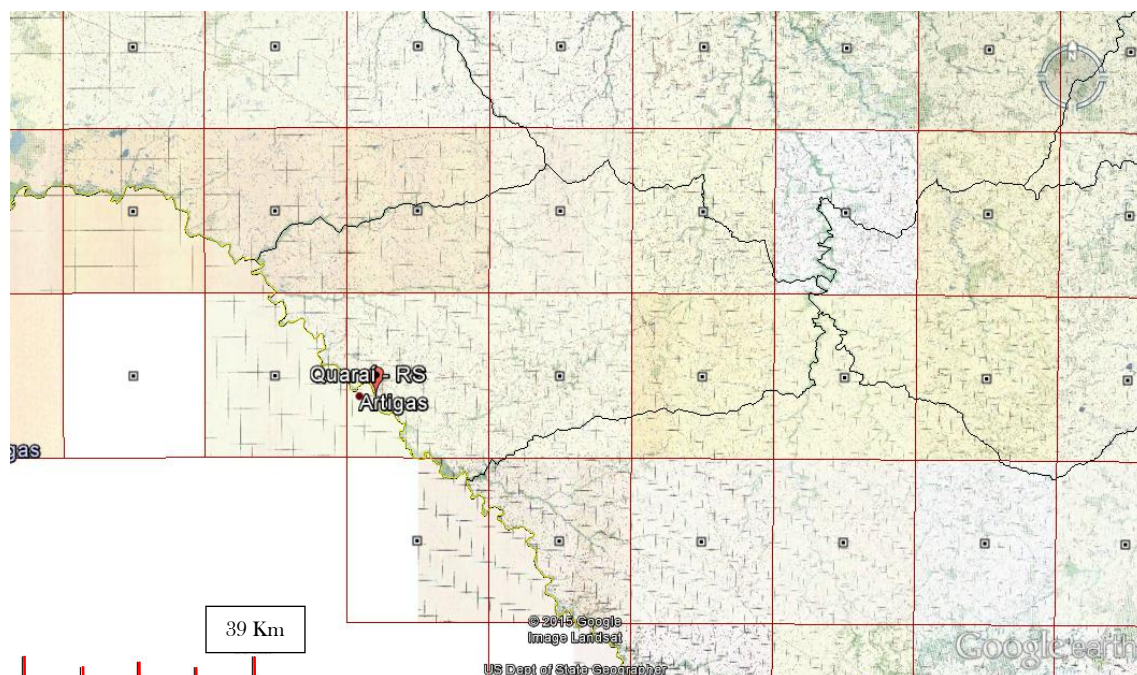 N
Quaraí - RS
Artigas
gas
39 Km
© 2015 Google
Image Landsat
US Dept of State Geographer
Google earth